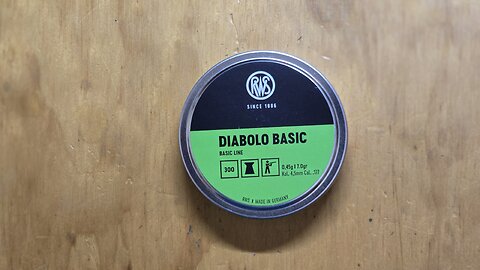 RWS
SINCE 1886
DIABOLO BASIC
BASIC LINE
300
0,45g | 7.0gr
Kal. 4,5mm Cal. .177
RWS | MADE IN GERMANY